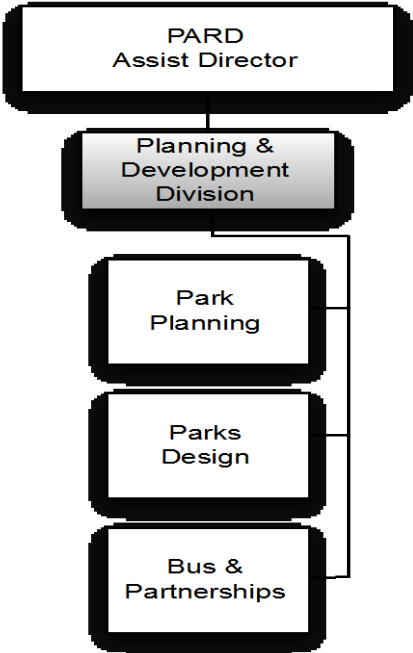 PARD
Assist Director
Planning &
Development
Division
Park
Planning
Parks
Design
Bus &
Partnerships